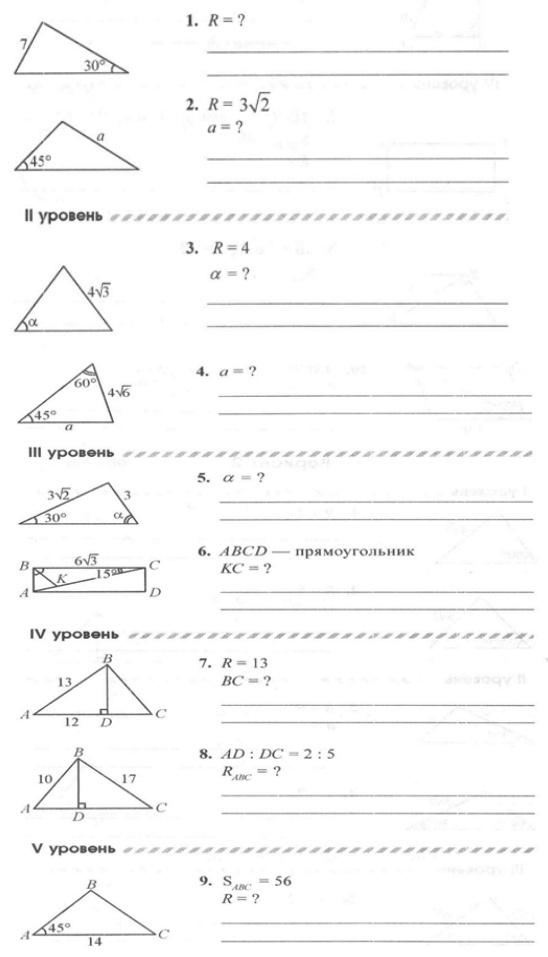 7
30°
1. R = ?
a
45°
2. R = 3√2
a = ?
II уровень
4√3
α
3. R = 4
α = ?
60°
4√6
45°
a
4. a = ?
III уровень
3√2
3
30°
α
5. α = ?
B
6√3
C
K
15°
A
D
6. ABCD — прямоугольник
KC = ?
IV уровень
B
13
A
12
D
C
7. R = 13
BC = ?
B
10
17
A
D
C
8. AD : DC = 2 : 5
R_ABC = ?
V уровень
B
A
45°
14
C
9. S_ABC = 56
R = ?